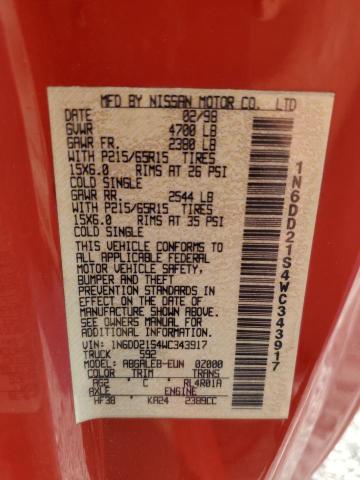 MFD BY NISSAN MOTOR CO. LTD
DATE 02/98
GVWR 4700 LB
GAWR FR. 2380 LB
WITH P215/65R15 TIRES
15X6.0 RIMS AT 26 PSI
COLD SINGLE
GAWR RR. 2544 LB
WITH P215/65R15 TIRES
15X6.0 RIMS AT 35 PSI
COLD SINGLE
THIS VEHICLE CONFORMS TO
ALL APPLICABLE FEDERAL
MOTOR VEHICLE SAFETY,
BUMPER AND THEFT
PREVENTION STANDARDS IN
EFFECT ON THE DATE OF
MANUFACTURE SHOWN ABOVE.
SEE OWNER'S MANUAL FOR
ADDITIONAL INFORMATION.
VIN: 1N6DD21S4WC343917
TRUCK 592
MODEL ABGALEB-EUN 02000
COLOR TRIM TRANS
AG2 C RL4R01A
AXLE ENGINE
HF38 KA24 2389CC
1N6DD21S4WC343917